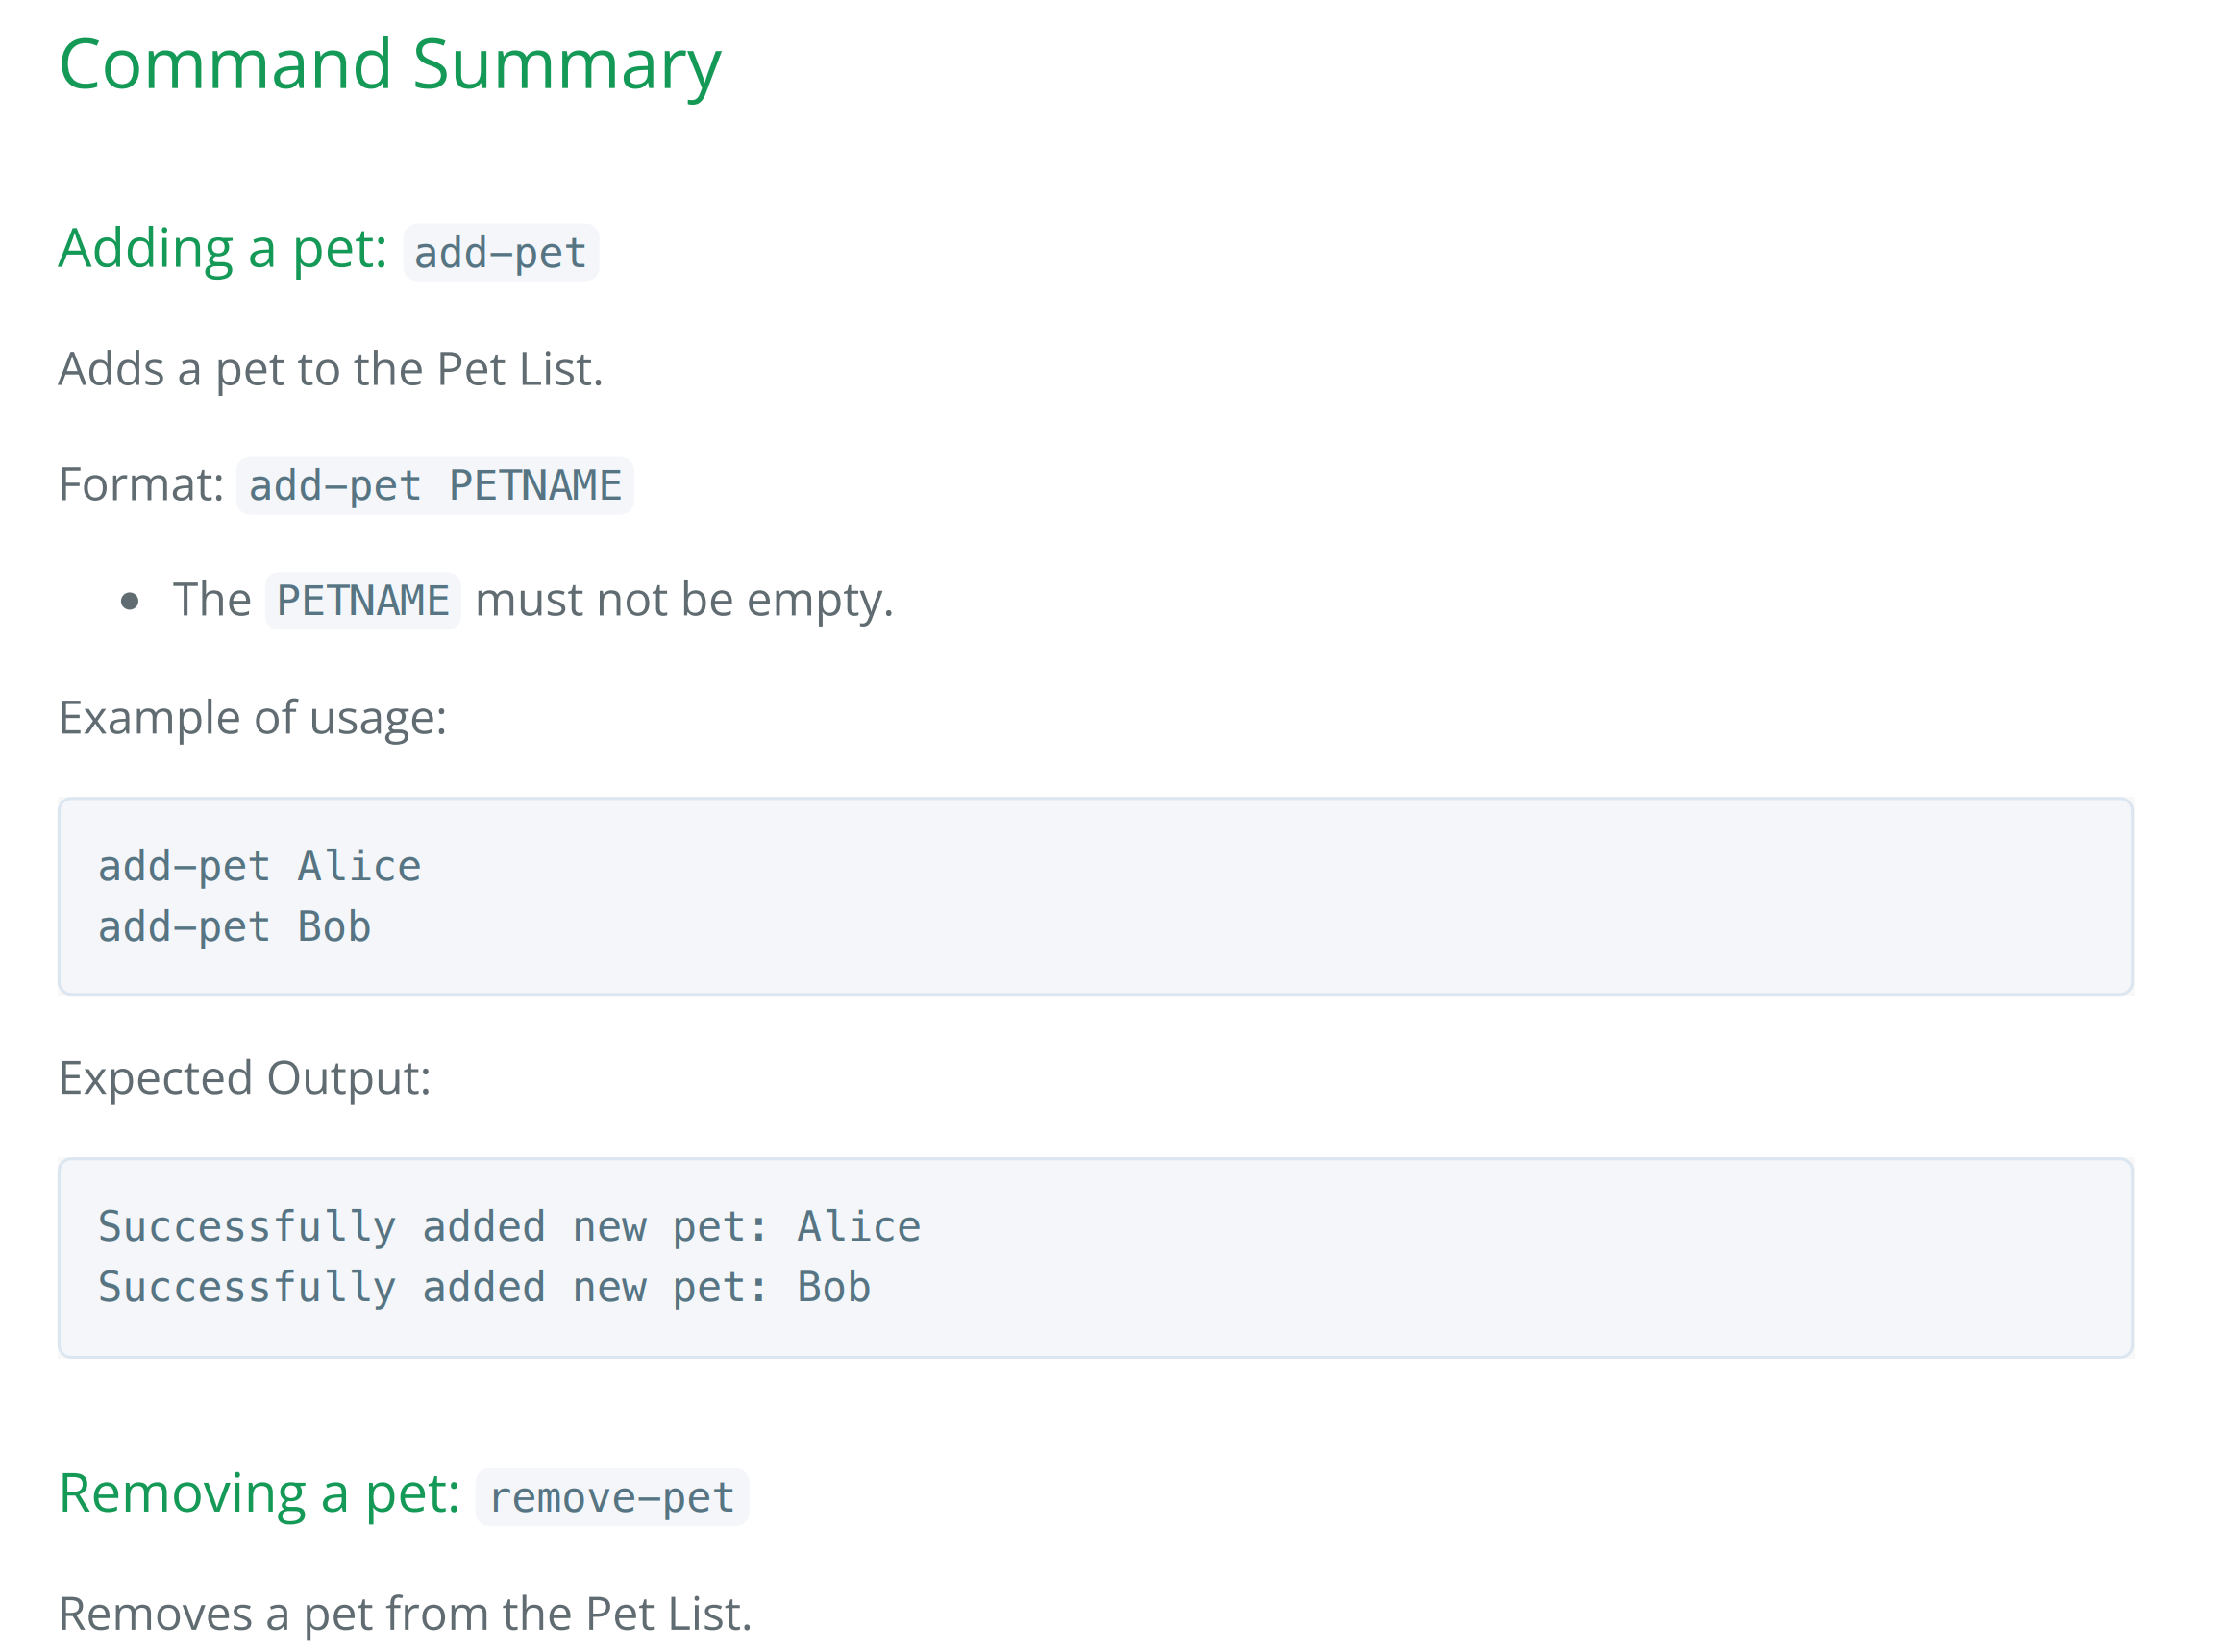 Command Summary
Adding a pet: add-pet
Adds a pet to the Pet List.
Format: add-pet PETNAME
• The PETNAME must not be empty.
Example of usage:
add-pet Alice
add-pet Bob
Expected Output:
Successfully added new pet: Alice
Successfully added new pet: Bob
Removing a pet: remove-pet
Removes a pet from the Pet List.